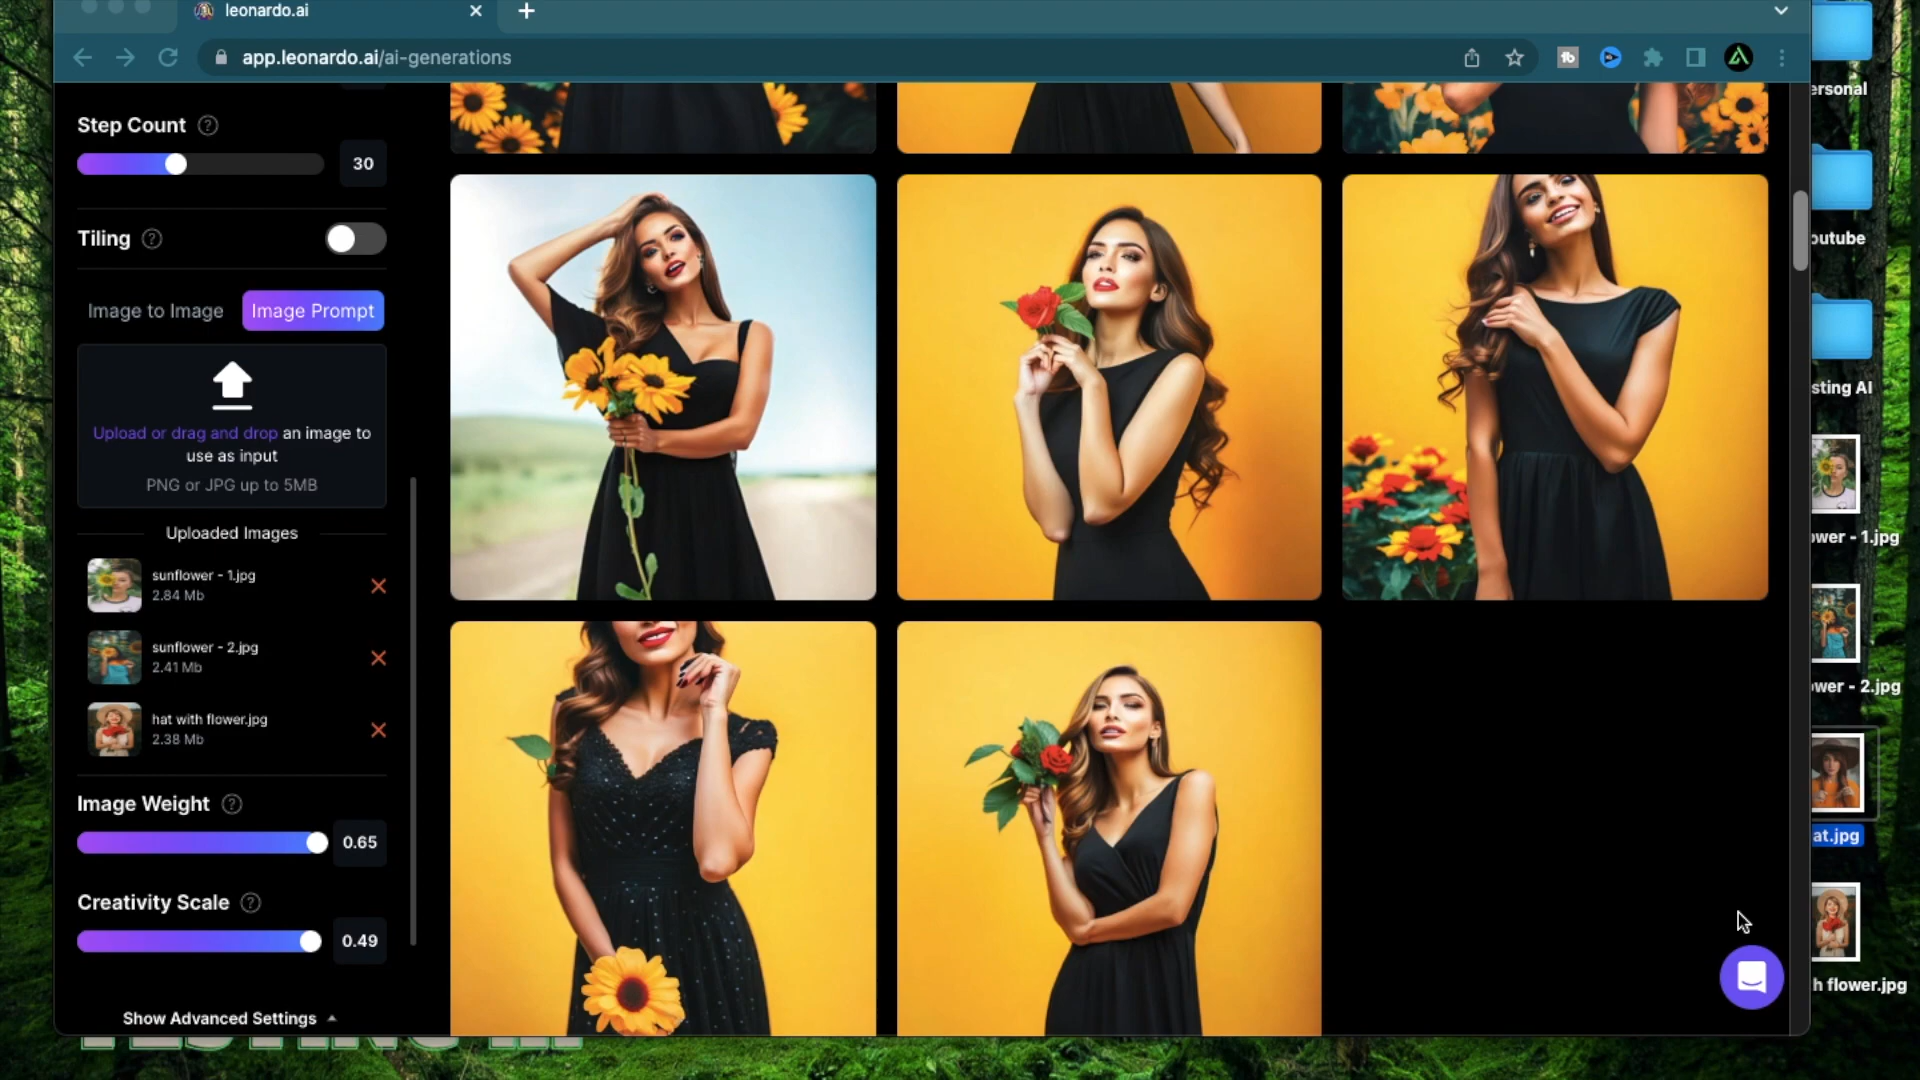 leonardo.ai
app.leonardo.ai/ai-generations
Step Count ?
30
Tiling ?
Image to Image Image Prompt
Upload or drag and drop an image to
use as input
PNG or JPG up to 5MB
Uploaded Images
sunflower - 1.jpg
2.84 Mb
sunflower - 2.jpg
2.41 Mb
hat with flower.jpg
2.38 Mb
Image Weight ?
0.65
Creativity Scale ?
0.49
Show Advanced Settings
tb
ersonal
outube
sting AI
ower - 1.jpg
ower - 2.jpg
at.jpg
h flower.jpg